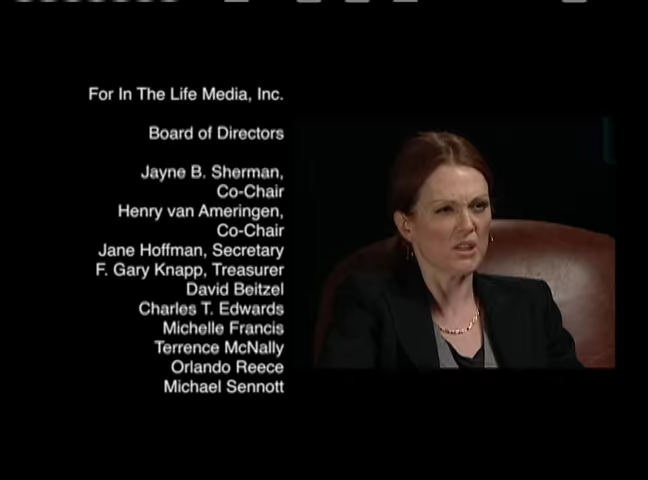 For In The Life Media, Inc.
Board of Directors
Jayne B. Sherman,
Co-Chair
Henry van Ameringen,
Co-Chair
Jane Hoffman, Secretary
F. Gary Knapp, Treasurer
David Beitzel
Charles T. Edwards
Michelle Francis
Terrence McNally
Orlando Reece
Michael Sennott